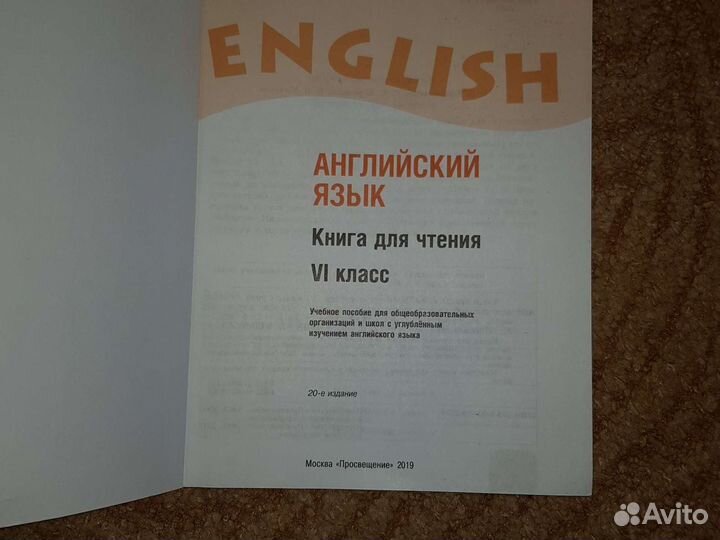 ENGLISH
АНГЛИЙСКИЙ
ЯЗЫК
Книга для чтения
VI класс
Учебное пособие для общеобразовательных
организаций и школ с углублённым
изучением английского языка
20-е издание
Москва «Просвещение» 2019
Avito